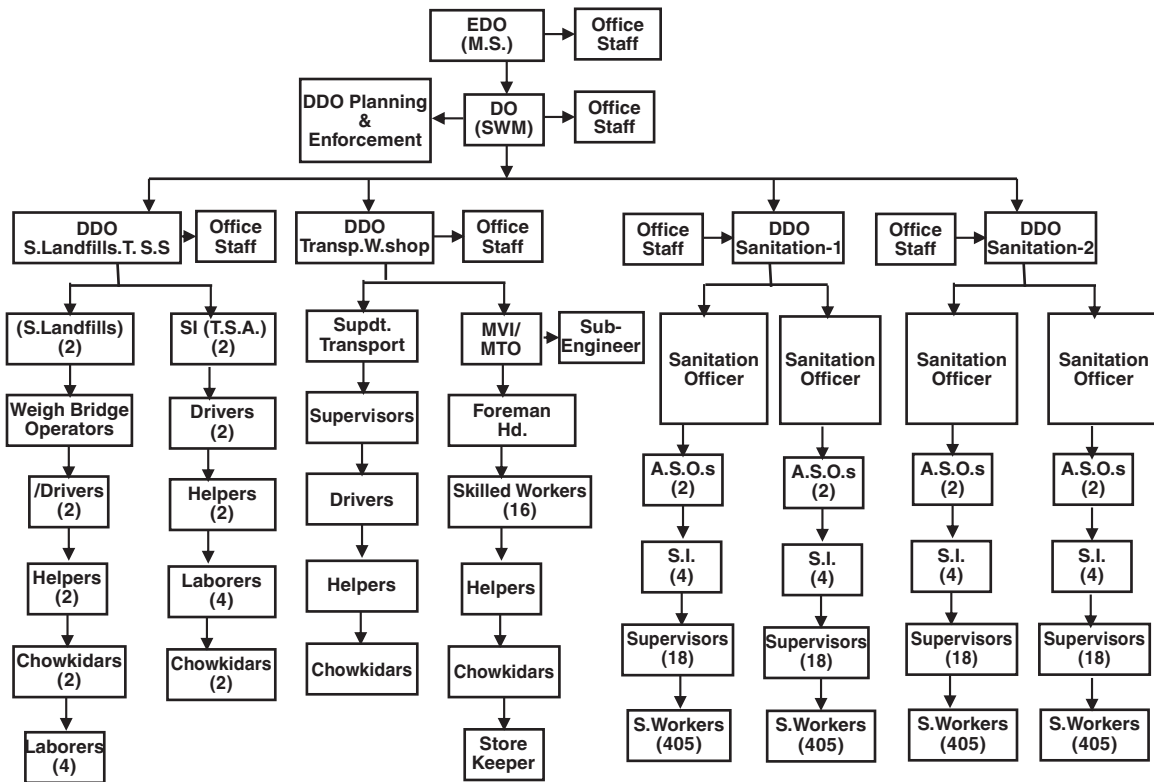 EDO
(M.S.)
Office
Staff
DDO Planning
&
Enforcement
DO
(SWM)
Office
Staff
DDO
S.Landfills.T. S.S
Office
Staff
DDO
Transp.W.shop
Office
Staff
Office
Staff
DDO
Sanitation-1
Office
Staff
DDO
Sanitation-2
(S.Landfills)
(2)
Weigh Bridge
Operators
/Drivers
(2)
Helpers
(2)
Chowkidars
(2)
Laborers
(4)
SI (T.S.A.)
(2)
Drivers
(2)
Helpers
(2)
Laborers
(4)
Chowkidars
(2)
Supdt.
Transport
Supervisors
Drivers
Helpers
Chowkidars
MVI/
MTO
Sub-
Engineer
Foreman
Hd.
Skilled Workers
(16)
Helpers
Chowkidars
Store
Keeper
Sanitation
Officer
A.S.O.s
(2)
S.I.
(4)
Supervisors
(18)
S.Workers
(405)
Sanitation
Officer
A.S.O.s
(2)
S.I.
(4)
Supervisors
(18)
S.Workers
(405)
Sanitation
Officer
A.S.O.s
(2)
S.I.
(4)
Supervisors
(18)
S.Workers
(405)
Sanitation
Officer
A.S.O.s
(2)
S.I.
(4)
Supervisors
(18)
S.Workers
(405)